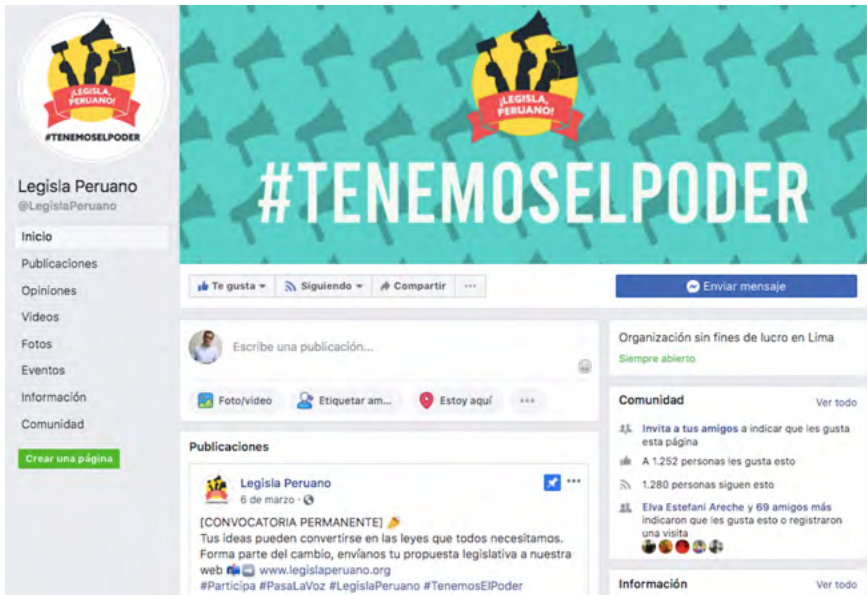 ¡LEGISLA,
PERUANO!
#TENEMOSELPODER
Legisla Peruano
@LegislaPeruano
Inicio
Publicaciones
Opiniones
Videos
Fotos
Eventos
Información
Comunidad
Crear una página
¡LEGISLA,
PERUANO!
#TENEMOSELPODER
Te gusta
Siguiendo
Compartir
Enviar mensaje
Escribe una publicación...
Foto/video
Etiquetar am...
Estoy aquí
Publicaciones
Legisla Peruano
6 de marzo ·
[CONVOCATORIA PERMANENTE]
Tus ideas pueden convertirse en las leyes que todos necesitamos.
Forma parte del cambio, envíanos tu propuesta legislativa a nuestra
web www.legislaperuano.org
#Participa #PasaLaVoz #LegislaPeruano #TenemosElPoder
Organización sin fines de lucro en Lima
Siempre abierto
Comunidad
Ver todo
Invita a tus amigos a indicar que les gusta
esta página
A 1.252 personas les gusta esto
1.280 personas siguen esto
Elva Estefani Areche y 69 amigos más
indicaron que les gusta esto o registraron
una visita
Información
Ver todo